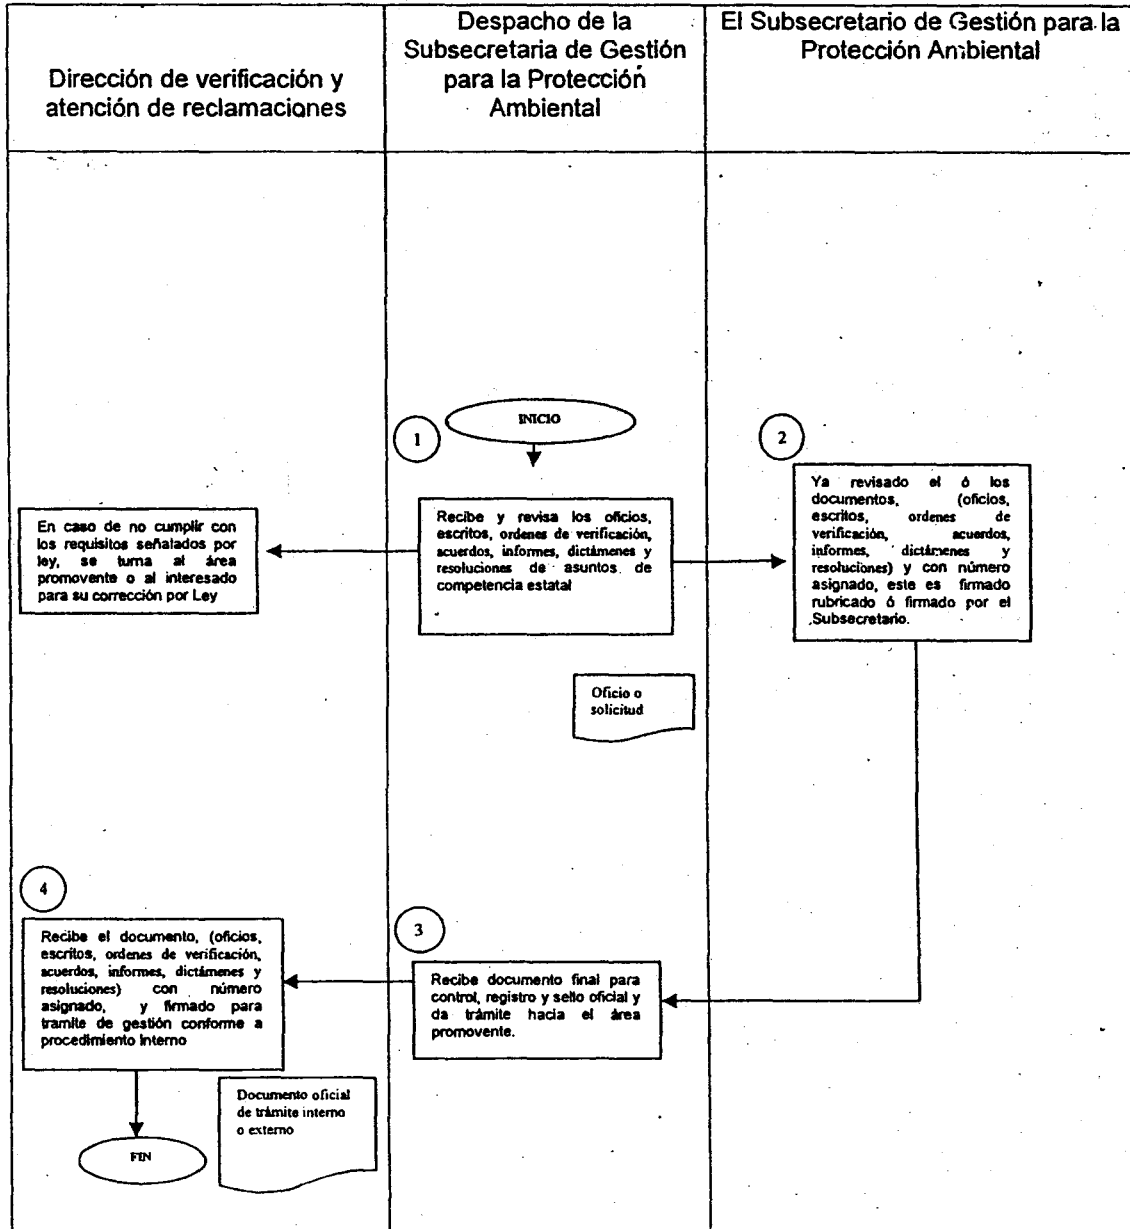 Dirección de verificación y
atención de reclamaciones
Despacho de la
Subsecretaria de Gestión
para la Protección
Ambiental
El Subsecretario de Gestión para la
Protección Ambiental
INICIO
1
Recibe y revisa los oficios,
escritos, ordenes de verificación,
acuerdos, informes, dictámenes y
resoluciones de asuntos de
competencia estatal
En caso de no cumplir con
los requisitos señalados por
ley, se turna al área
promovente o al interesado
para su corrección por Ley
2
Ya revisado el ó los
documentos, (oficios,
escritos, ordenes de
verificación, acuerdos,
informes, dictámenes y
resoluciones) y con número
asignado, este es firmado
rubricado ó firmado por el
Subsecretario.
Oficio o
solicitud
3
Recibe documento final para
control, registro y sello oficial y
da trámite hacia el área
promovente.
4
Recibe el documento, (oficios,
escritos, ordenes de verificación,
acuerdos, informes, dictámenes y
resoluciones) con número
asignado, y firmado para
tramite de gestión conforme a
procedimiento Interno
Documento oficial
de trámite interno
o externo
FIN